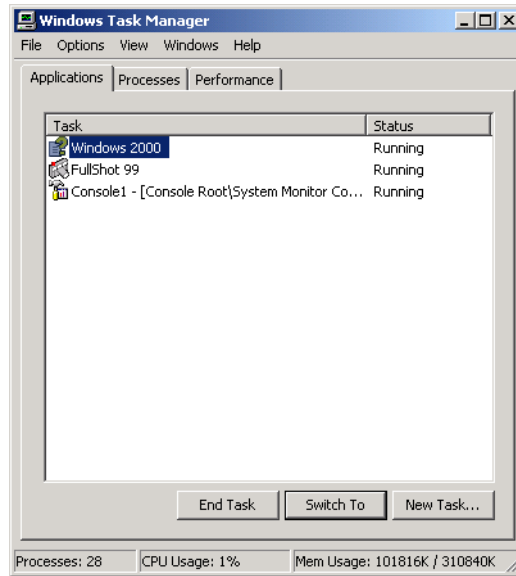 Windows Task Manager
File Options View Windows Help
Applications Processes Performance
Task Status
Windows 2000 Running
FullShot 99 Running
Console1 - [Console Root\System Monitor Co... Running
End Task Switch To New Task...
Processes: 28 CPU Usage: 1% Mem Usage: 101816K / 310840K